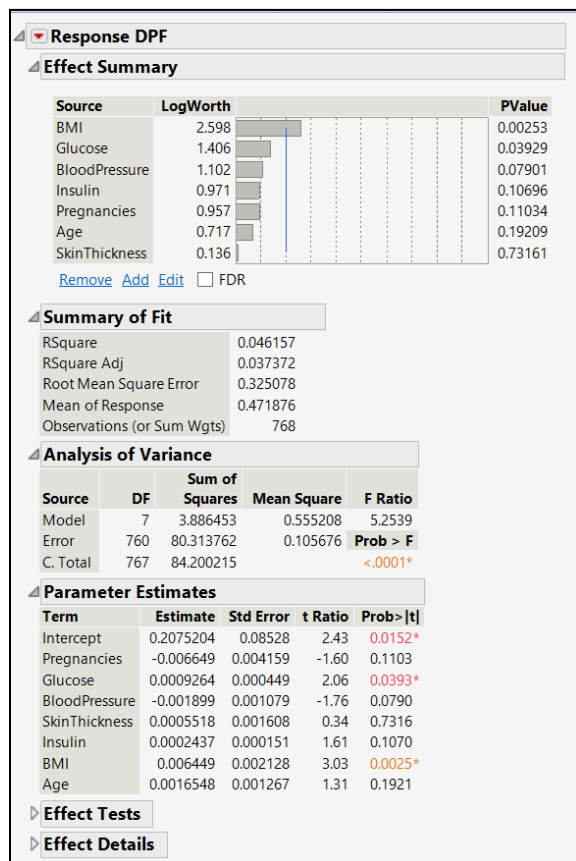 Response DPF
Effect Summary
Source LogWorth PValue
BMI 2.598 0.00253
Glucose 1.406 0.03929
BloodPressure 1.102 0.07901
Insulin 0.971 0.10696
Pregnancies 0.957 0.11034
Age 0.717 0.19209
SkinThickness 0.136 0.73161
Remove Add Edit FDR
Summary of Fit
RSquare 0.046157
RSquare Adj 0.037372
Root Mean Square Error 0.325078
Mean of Response 0.471876
Observations (or Sum Wgts) 768
Analysis of Variance
Sum of
Source DF Squares Mean Square F Ratio
Model 7 3.886453 0.555208 5.2539
Error 760 80.313762 0.105676 Prob > F
C. Total 767 84.200215 <.0001*
Parameter Estimates
Term Estimate Std Error t Ratio Prob>|t|
Intercept 0.2075204 0.08528 2.43 0.0152*
Pregnancies -0.006649 0.004159 -1.60 0.1103
Glucose 0.0009264 0.000449 2.06 0.0393*
BloodPressure -0.001899 0.001079 -1.76 0.0790
SkinThickness 0.0005518 0.001608 0.34 0.7316
Insulin 0.0002437 0.000151 1.61 0.1070
BMI 0.006449 0.002128 3.03 0.0025*
Age 0.0016548 0.001267 1.31 0.1921
Effect Tests
Effect Details